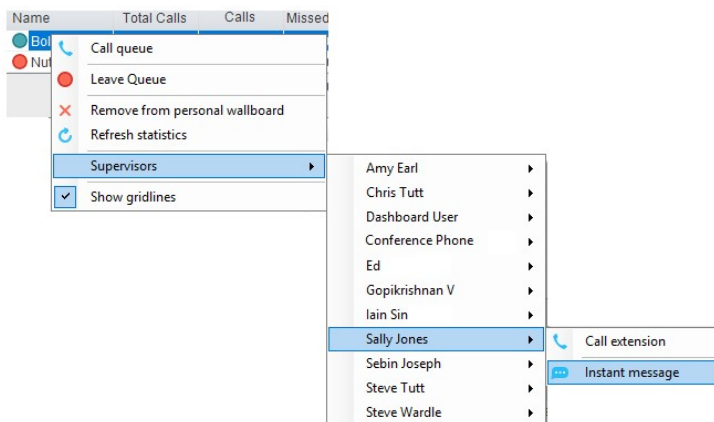 Name Total Calls Calls Missed
Call queue
Leave Queue
Remove from personal wallboard
Refresh statistics
Supervisors
Show gridlines
Amy Earl
Chris Tutt
Dashboard User
Conference Phone
Ed
Gopikrishnan V
Iain Sin
Sally Jones
Sebin Joseph
Steve Tutt
Steve Wardle
Call extension
Instant message